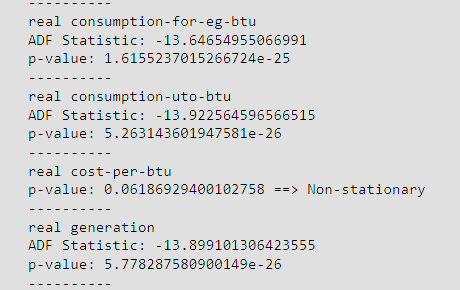 ----------
real consumption-for-eg-btu
ADF Statistic: -13.64654955066991
p-value: 1.6155237015266724e-25
----------
real consumption-uto-btu
ADF Statistic: -13.922564596566515
p-value: 5.263143601947581e-26
----------
real cost-per-btu
p-value: 0.06186929400102758 ==> Non-stationary
----------
real generation
ADF Statistic: -13.899101306423555
p-value: 5.778287580900149e-26
----------